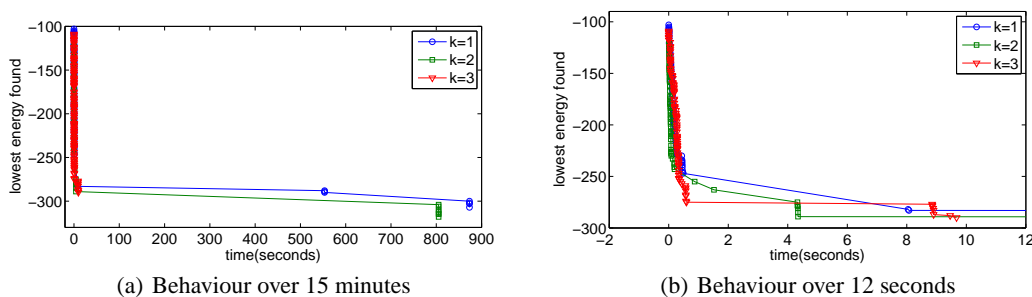 −100
−150
−200
−250
−300
lowest energy found
0 100 200 300 400 500 600 700 800 900
time(seconds)
k=1
k=2
k=3
(a) Behaviour over 15 minutes
−100
−150
−200
−250
−300
lowest energy found
−2 0 2 4 6 8 10 12
time(seconds)
k=1
k=2
k=3
(b) Behaviour over 12 seconds